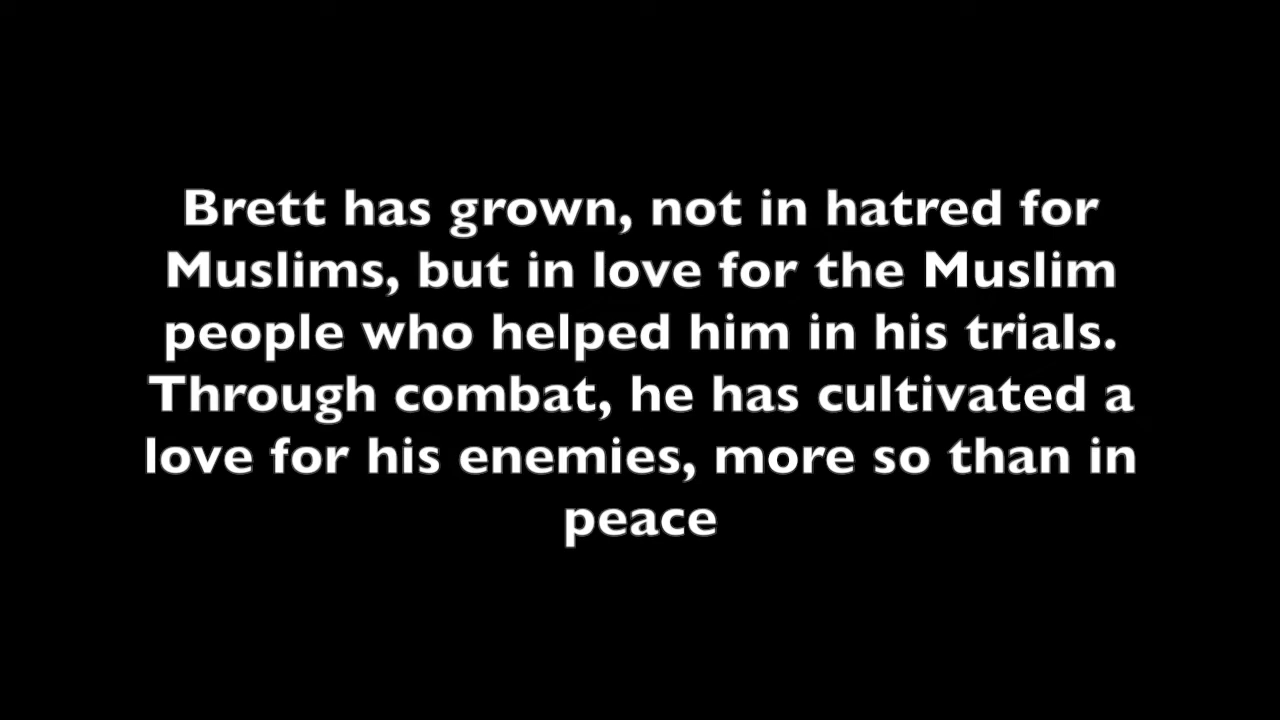 Brett has grown, not in hatred for
Muslims, but in love for the Muslim
people who helped him in his trials.
Through combat, he has cultivated a
love for his enemies, more so than in
peace